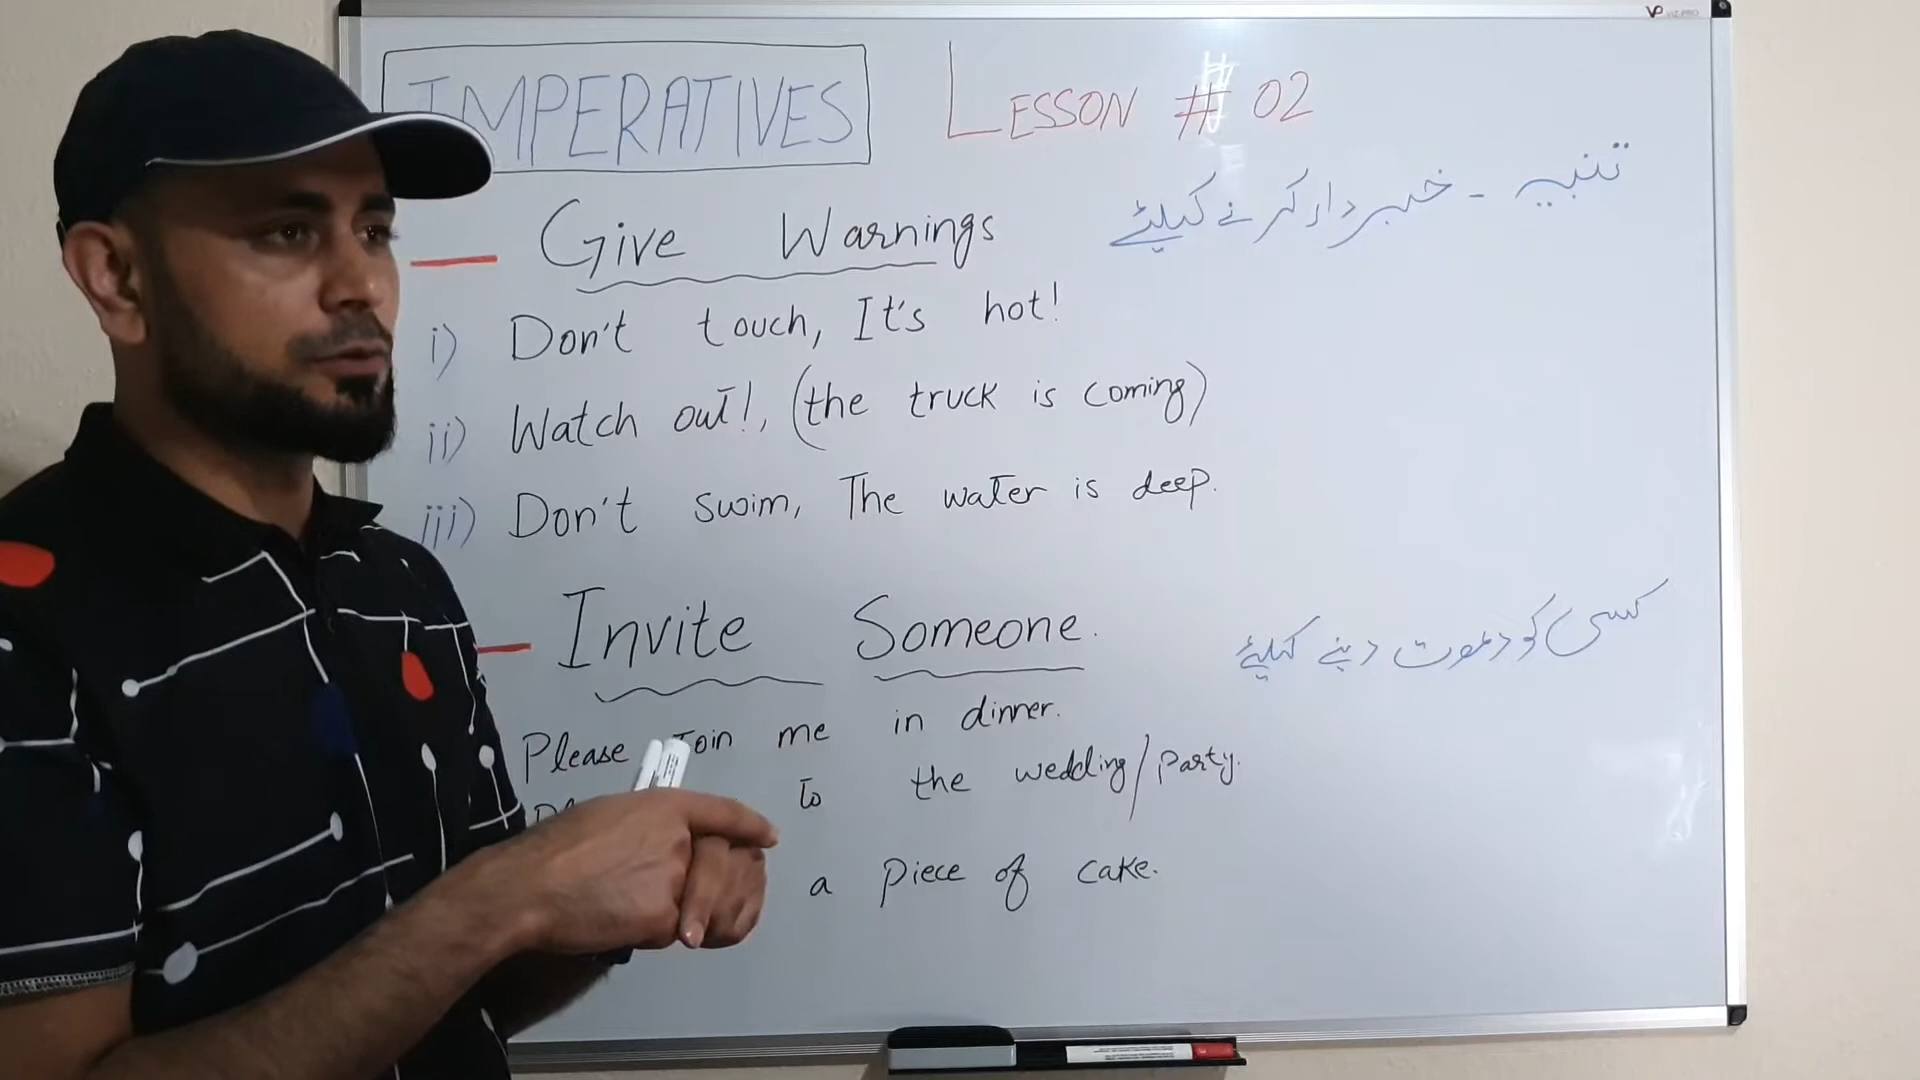 VIZ-PRO
IMPERATIVES LESSON # 02
Give Warnings تنبیہ - خبردار کرنے کیلئے
i) Don't touch, It's hot!
ii) Watch out!, (the truck is coming)
iii) Don't swim, The water is deep.
Invite Someone. کسی کو دعوت دینے کیلئے
Please Join me in dinner.
to the wedding/party.
a piece of cake.